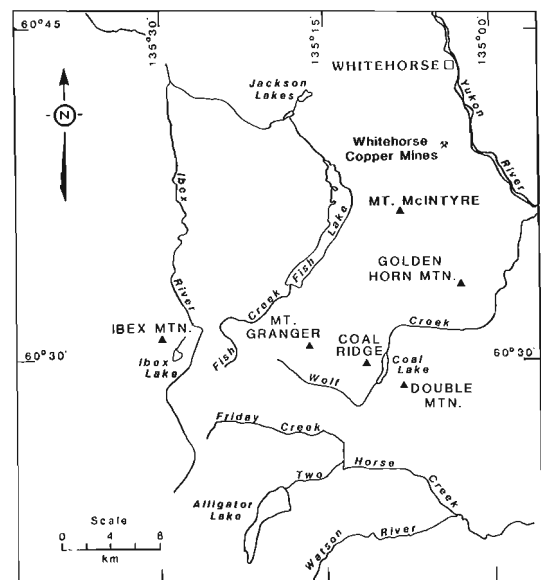 60°45
135°30
135°15
135°00
WHITEHORSE
Jackson
Lakes
Yukon
River
N
Whitehorse
Copper Mines
Ibex
River
MT. McINTYRE
Fish Lake
GOLDEN
HORN MTN.
Fish Creek
IBEX MTN.
MT.
GRANGER
COAL
RIDGE
Creek
Wolf
Coal
Lake
60°30
60°30
Ibex
Lake
DOUBLE
MTN.
Friday Creek
Two Horse
Creek
Alligator
Lake
Watson River
Scale
0 4 8
km